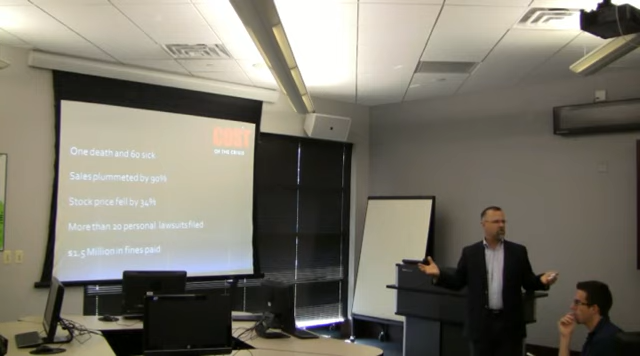 COST
OF THE CRISIS
One death and 60 sick
Sales plummeted by 90%
Stock price fell by 34%
More than 10 personal lawsuits filed
$1.5 Million in fines paid